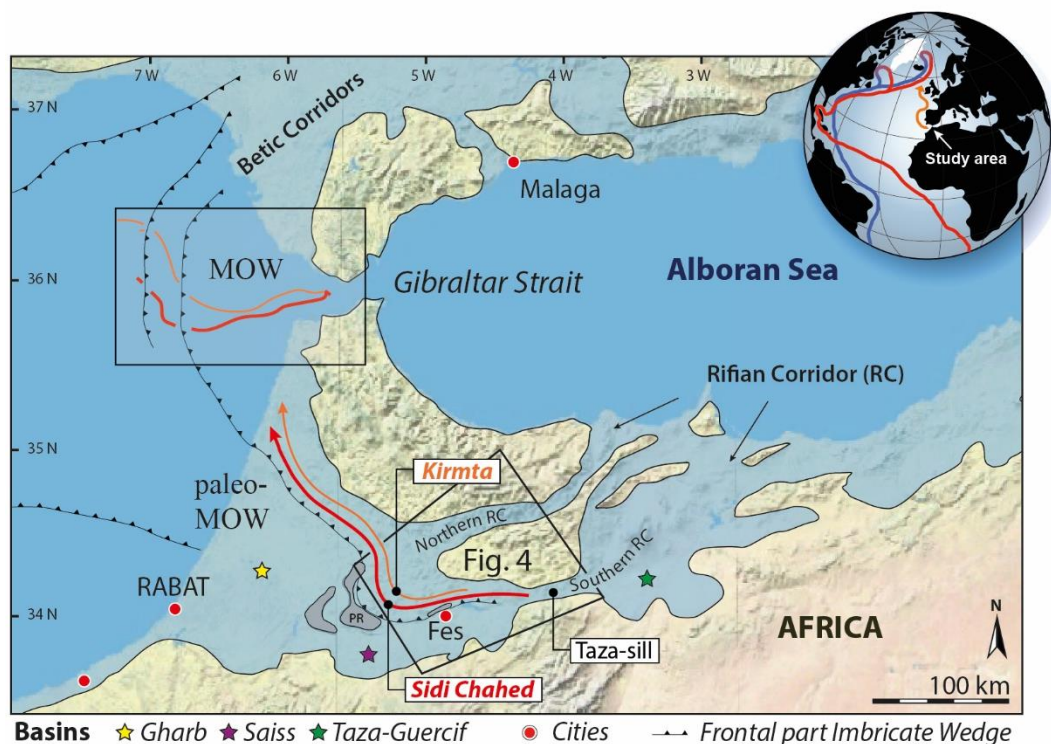 7 W 6 W 5 W 4 W 3 W
37 N
Betic Corridors
Study area
Malaga
MOW
36 N
Gibraltar Strait
Alboran Sea
Rifian Corridor (RC)
35 N
Kirmta
paleo-
MOW
Northern RC
Fig. 4
Southern RC
RABAT
34 N
PR
Fes
Taza-sill
AFRICA
N
Sidi Chahed
100 km
Basins Gharb Saiss Taza-Guercif Cities Frontal part Imbricate Wedge